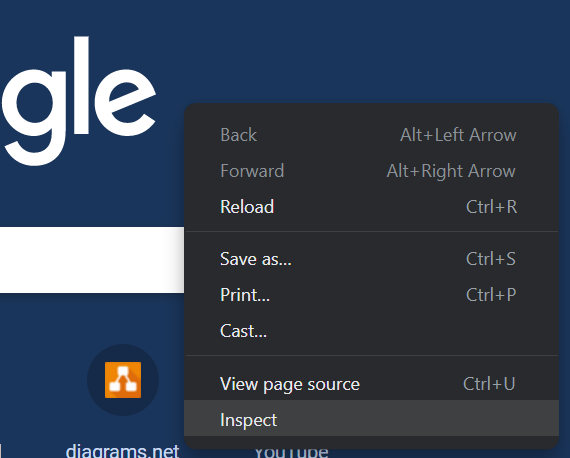 gle
Back Alt+Left Arrow
Forward Alt+Right Arrow
Reload Ctrl+R
Save as... Ctrl+S
Print... Ctrl+P
Cast...
View page source Ctrl+U
Inspect
diagrams.net YouTube